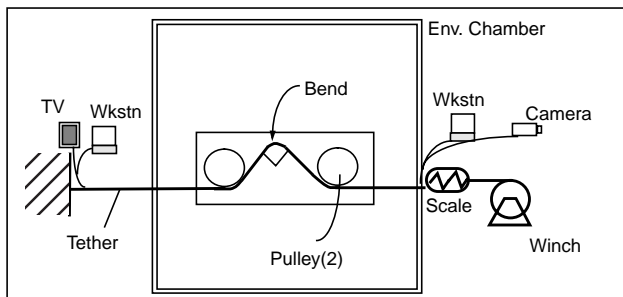 Env. Chamber
TV
Wkstn
Bend
Wkstn
Camera
Tether
Pulley(2)
Scale
Winch